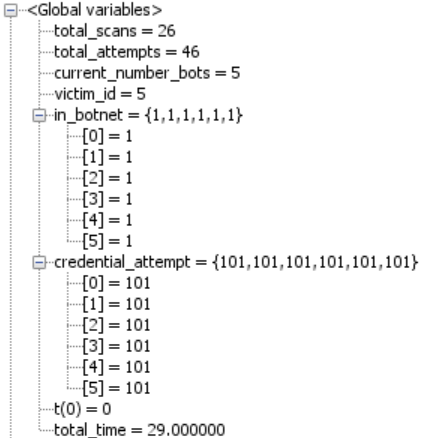 <Global variables>
total_scans = 26
total_attempts = 46
current_number_bots = 5
victim_id = 5
in_botnet = {1,1,1,1,1,1}
[0] = 1
[1] = 1
[2] = 1
[3] = 1
[4] = 1
[5] = 1
credential_attempt = {101,101,101,101,101,101}
[0] = 101
[1] = 101
[2] = 101
[3] = 101
[4] = 101
[5] = 101
t(0) = 0
total_time = 29.000000